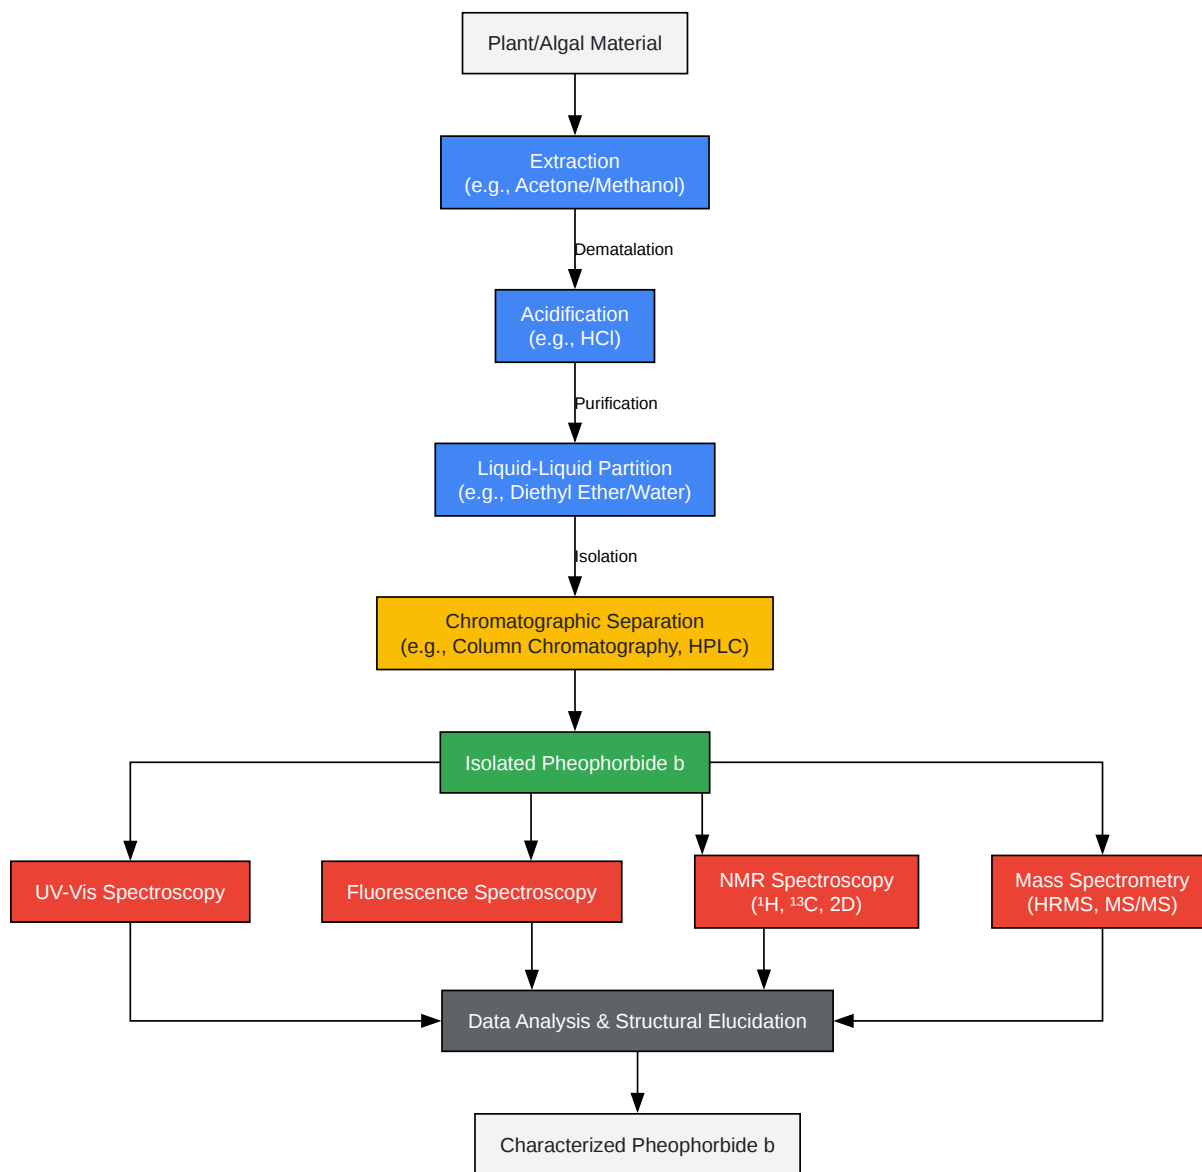 Plant/Algal Material
Extraction
(e.g., Acetone/Methanol)
Dematalation
Acidification
(e.g., HCl)
Purification
Liquid-Liquid Partition
(e.g., Diethyl Ether/Water)
Isolation
Chromatographic Separation
(e.g., Column Chromatography, HPLC)
Isolated Pheophorbide b
UV-Vis Spectroscopy
Fluorescence Spectroscopy
NMR Spectroscopy
(¹H, ¹³C, 2D)
Mass Spectrometry
(HRMS, MS/MS)
Data Analysis & Structural Elucidation
Characterized Pheophorbide b